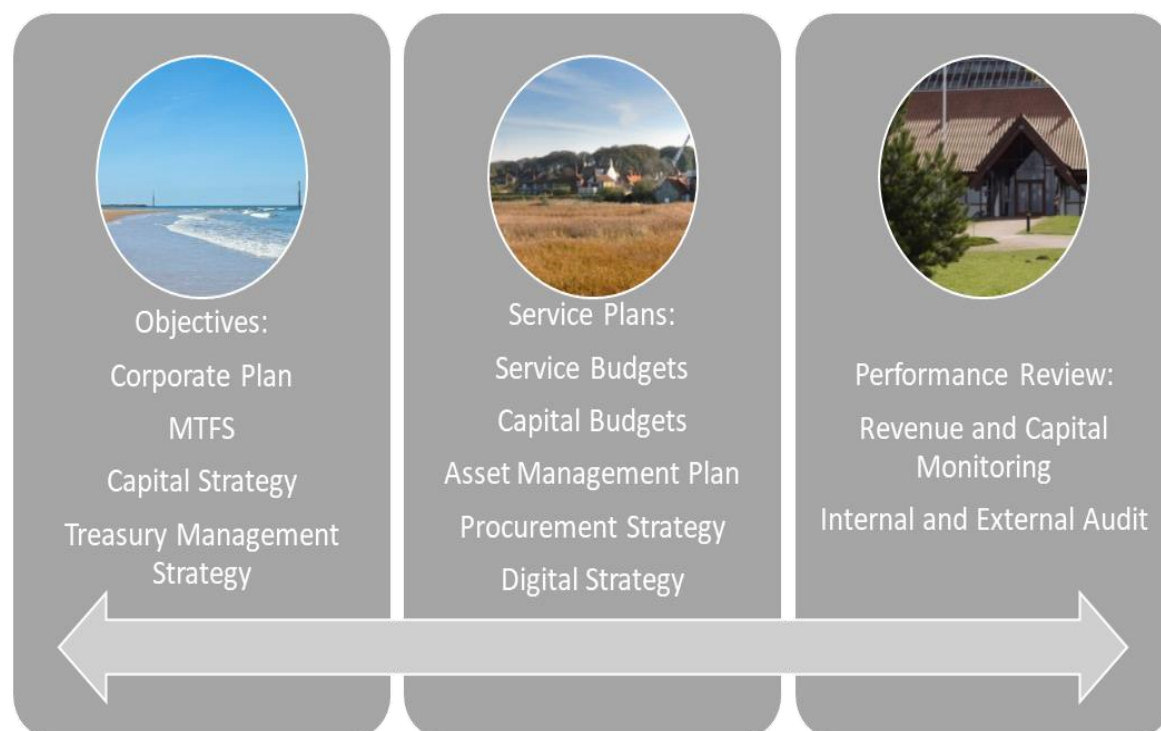 Objectives:
Corporate Plan
MTFS
Capital Strategy
Treasury Management
Strategy
Service Plans:
Service Budgets
Capital Budgets
Asset Management Plan
Procurement Strategy
Digital Strategy
Performance Review:
Revenue and Capital
Monitoring
Internal and External Audit